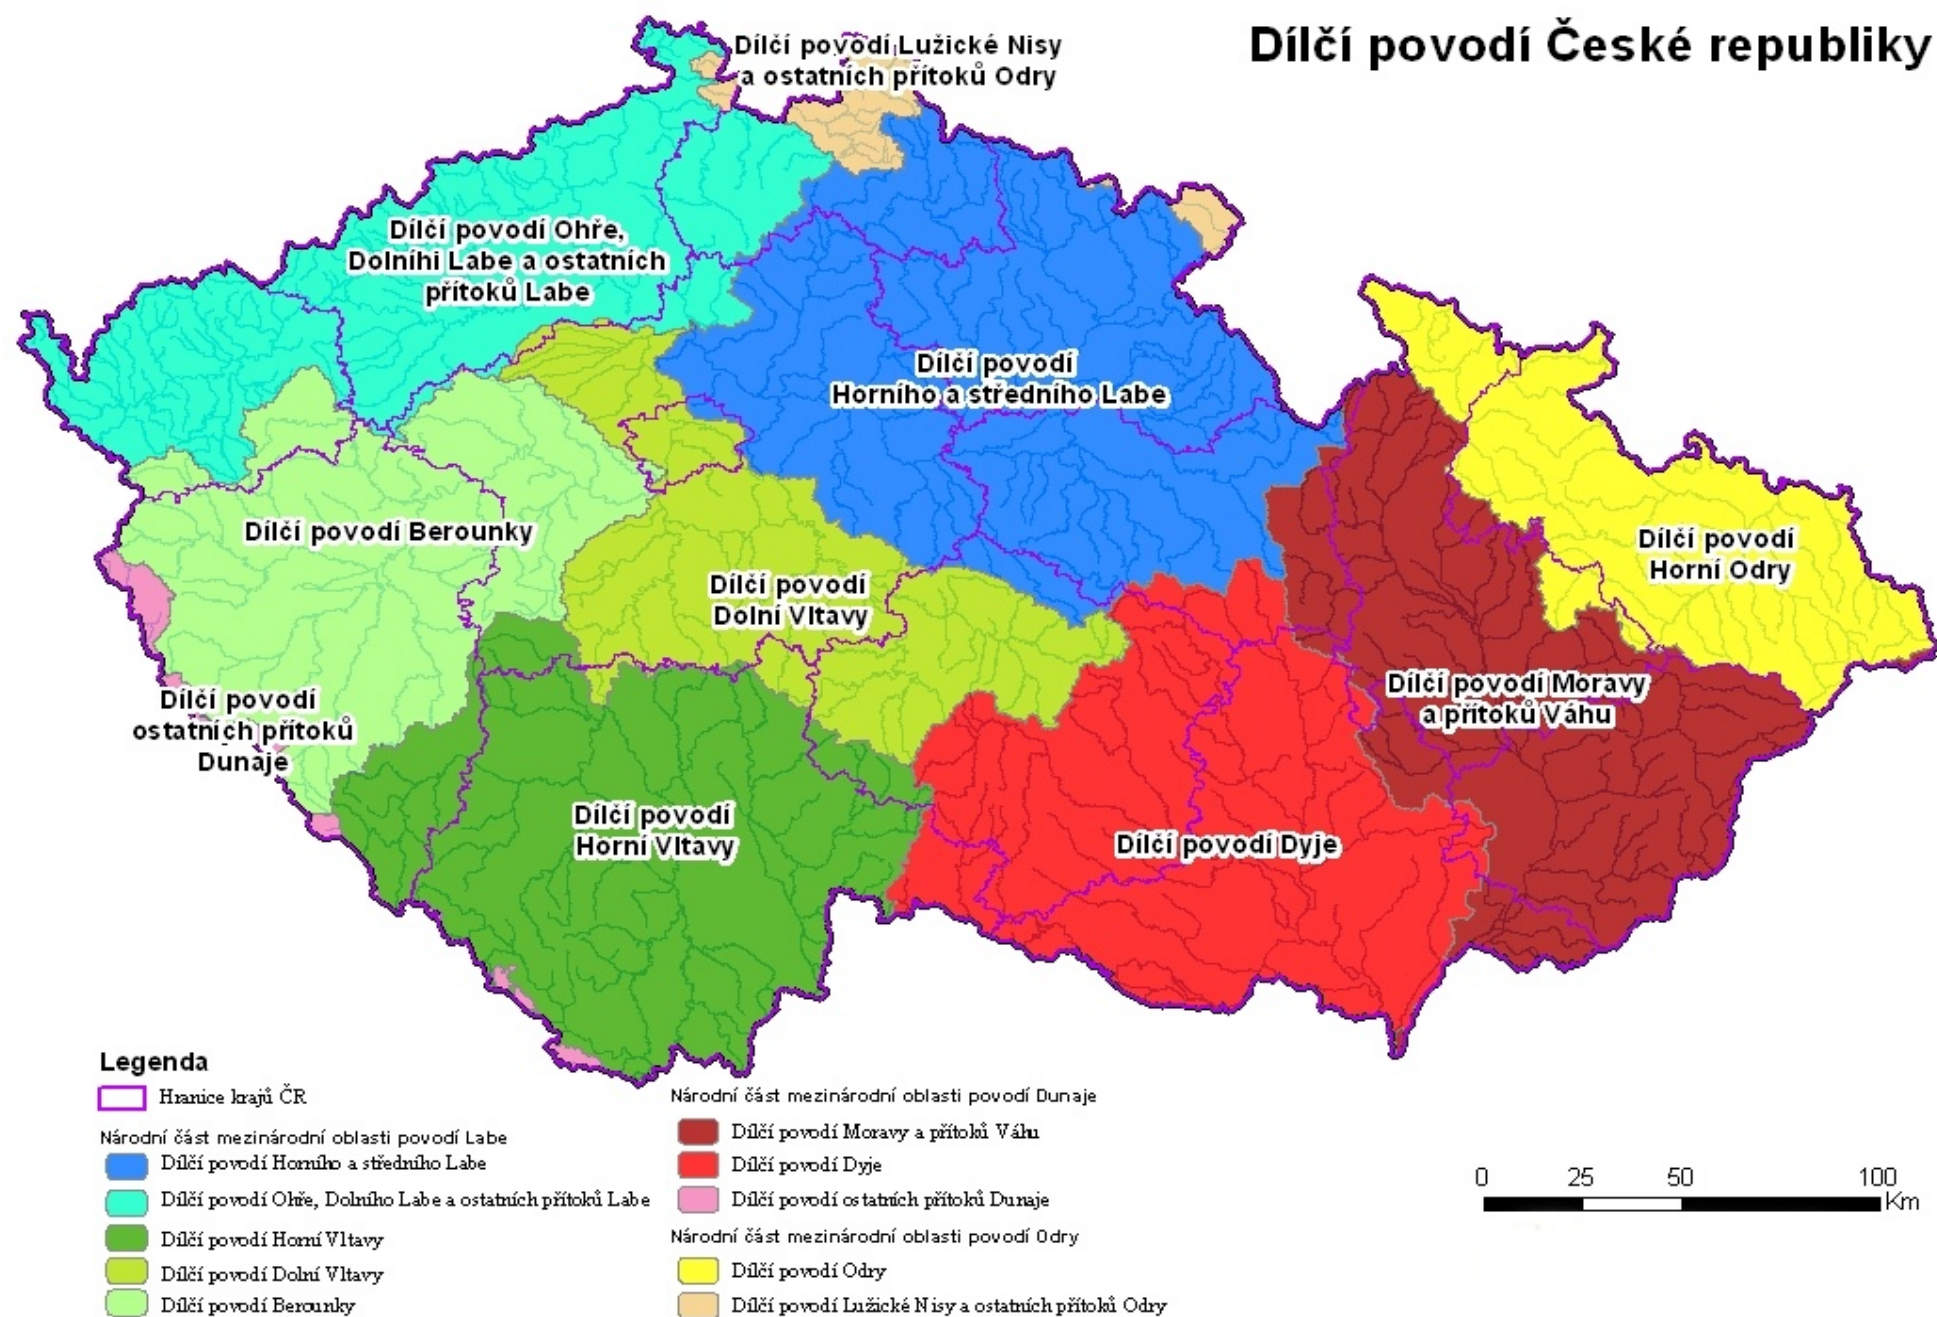 Dílčí povodí České republiky
Dílčí povodí Lužické Nisy
a ostatních přítoků Odry
Dílčí povodí Ohře,
Dolníhi Labe a ostatních
přítoků Labe
Dílčí povodí
Horního a středního Labe
Dílčí povodí Berounky
Dílčí povodí
Horní Odry
Dílčí povodí
Dolní Vltavy
Dílčí povodí
ostatních přítoků
Dunaje
Dílčí povodí Moravy
a přítoků Váhu
Dílčí povodí
Horní Vltavy
Dílčí povodí Dyje
Legenda
Hranice krajů ČR
Národní část mezinárodní oblasti povodí Labe
Dílčí povodí Horního a středního Labe
Dílčí povodí Ohře, Dolního Labe a ostatních přítoků Labe
Dílčí povodí Horní Vltavy
Dílčí povodí Dolní Vltavy
Dílčí povodí Berounky
Národní část mezinárodní oblasti povodí Dunaje
Dílčí povodí Moravy a přítoků Váhu
Dílčí povodí Dyje
Dílčí povodí ostatních přítoků Dunaje
Národní část mezinárodní oblasti povodí Odry
Dílčí povodí Odry
Dílčí povodí Lužické Nisy a ostatních přítoků Odry
0 25 50 100
Km